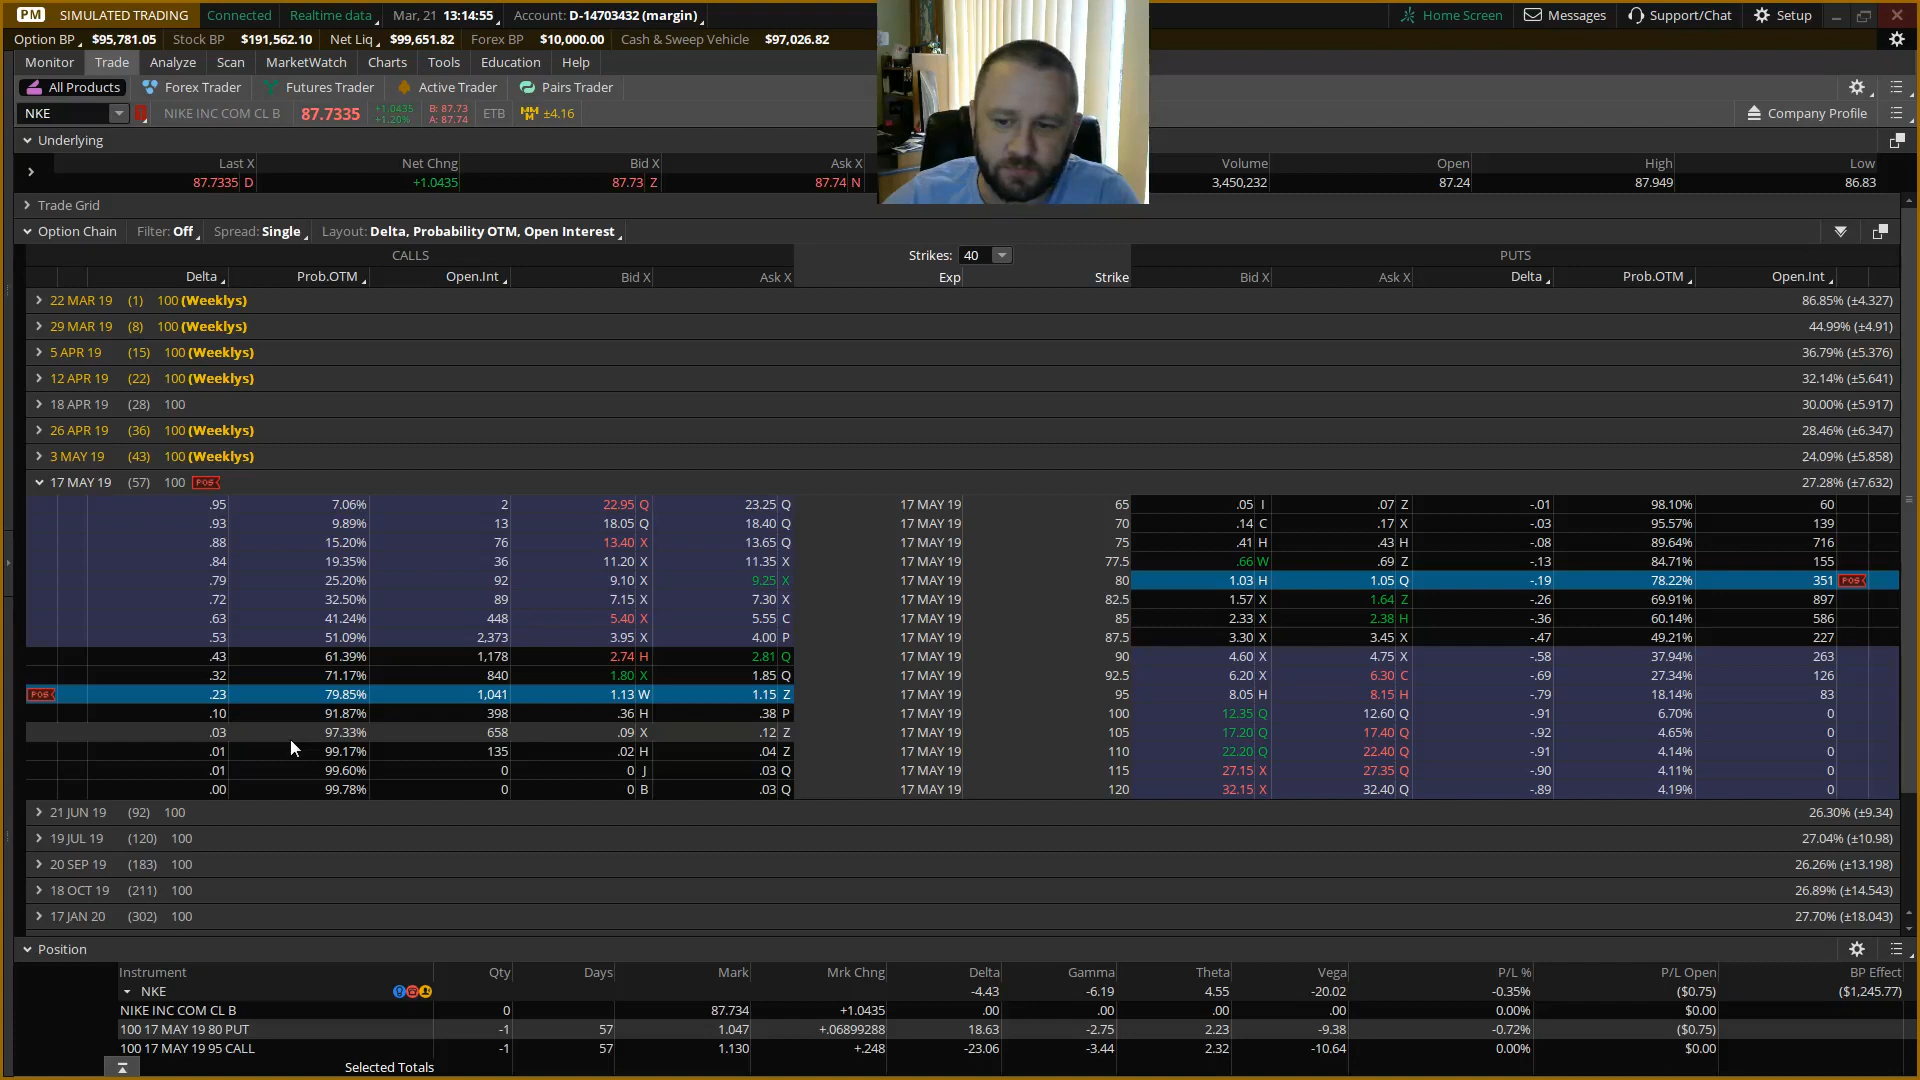 PM SIMULATED TRADING Connected Realtime data Mar, 21 13:14:55 Account: D-14703432 (margin) Home Screen Messages Support/Chat Setup
Option BP $95,781.05 Stock BP $191,562.10 Net Liq $99,651.82 Forex BP $10,000.00 Cash & Sweep Vehicle $97,026.82
Monitor Trade Analyze Scan MarketWatch Charts Tools Education Help
All Products Forex Trader Futures Trader Active Trader Pairs Trader
NKE NIKE INC COM CL B 87.7335 +1.0435 +1.20% B: 87.73 A: 87.74 ETB ±4.16 Company Profile
Underlying
Last X Net Chng Bid X Ask X Volume Open High Low
87.7335 D +1.0435 87.73 Z 87.74 N 3,450,232 87.24 87.949 86.83
Trade Grid
Option Chain Filter: Off Spread: Single Layout: Delta, Probability OTM, Open Interest
CALLS Strikes: 40 PUTS
Delta Prob.OTM Open.Int Bid X Ask X Exp Strike Bid X Ask X Delta Prob.OTM Open.Int
22 MAR 19 (1) 100 (Weeklys) 86.85% (±4.327)
29 MAR 19 (8) 100 (Weeklys) 44.99% (±4.91)
5 APR 19 (15) 100 (Weeklys) 36.79% (±5.376)
12 APR 19 (22) 100 (Weeklys) 32.14% (±5.641)
18 APR 19 (28) 100 30.00% (±5.917)
26 APR 19 (36) 100 (Weeklys) 28.46% (±6.347)
3 MAY 19 (43) 100 (Weeklys) 24.09% (±5.858)
17 MAY 19 (57) 100 POS 27.28% (±7.632)
.95 7.06% 2 22.95 Q 23.25 Q 17 MAY 19 65 .05 I .07 Z -.01 98.10% 60
.93 9.89% 13 18.05 Q 18.40 Q 17 MAY 19 70 .14 C .17 X -.03 95.57% 139
.88 15.20% 76 13.40 X 13.65 Q 17 MAY 19 75 .41 H .43 H -.08 89.64% 716
.84 19.35% 36 11.20 X 11.35 X 17 MAY 19 77.5 .66 W .69 Z -.13 84.71% 155
.79 25.20% 92 9.10 X 9.25 X 17 MAY 19 80 1.03 H 1.05 Q -.19 78.22% 351 POS
.72 32.50% 89 7.15 X 7.30 X 17 MAY 19 82.5 1.57 X 1.64 Z -.26 69.91% 897
.63 41.24% 448 5.40 X 5.55 C 17 MAY 19 85 2.33 X 2.38 H -.36 60.14% 586
.53 51.09% 2,373 3.95 X 4.00 P 17 MAY 19 87.5 3.30 X 3.45 X -.47 49.21% 227
.43 61.39% 1,178 2.74 H 2.81 Q 17 MAY 19 90 4.60 X 4.75 X -.58 37.94% 263
.32 71.17% 840 1.80 X 1.85 Q 17 MAY 19 92.5 6.20 X 6.30 C -.69 27.34% 126
POS .23 79.85% 1,041 1.13 W 1.15 Z 17 MAY 19 95 8.05 H 8.15 H -.79 18.14% 83
.10 91.87% 398 .36 H .38 P 17 MAY 19 100 12.35 Q 12.60 Q -.91 6.70% 0
.03 97.33% 658 .09 X .12 Z 17 MAY 19 105 17.20 Q 17.40 Q -.92 4.65% 0
.01 99.17% 135 .02 H .04 Z 17 MAY 19 110 22.20 Q 22.40 Q -.91 4.14% 0
.01 99.60% 0 0 J .03 Q 17 MAY 19 115 27.15 X 27.35 Q -.90 4.11% 0
.00 99.78% 0 0 B .03 Q 17 MAY 19 120 32.15 X 32.40 Q -.89 4.19% 0
21 JUN 19 (92) 100 26.30% (±9.34)
19 JUL 19 (120) 100 27.04% (±10.98)
20 SEP 19 (183) 100 26.26% (±13.198)
18 OCT 19 (211) 100 26.89% (±14.543)
17 JAN 20 (302) 100 27.70% (±18.043)
Position
Instrument Qty Days Mark Mrk Chng Delta Gamma Theta Vega P/L % P/L Open BP Effect
NKE -4.43 -6.19 4.55 -20.02 -0.35% ($0.75) ($1,245.77)
NIKE INC COM CL B 0 87.734 +1.0435 .00 .00 .00 .00 0.00% $0.00
100 17 MAY 19 80 PUT -1 57 1.047 +.06899288 18.63 -2.75 2.23 -9.38 -0.72% ($0.75)
100 17 MAY 19 95 CALL -1 57 1.130 +.248 -23.06 -3.44 2.32 -10.64 0.00% $0.00
Selected Totals